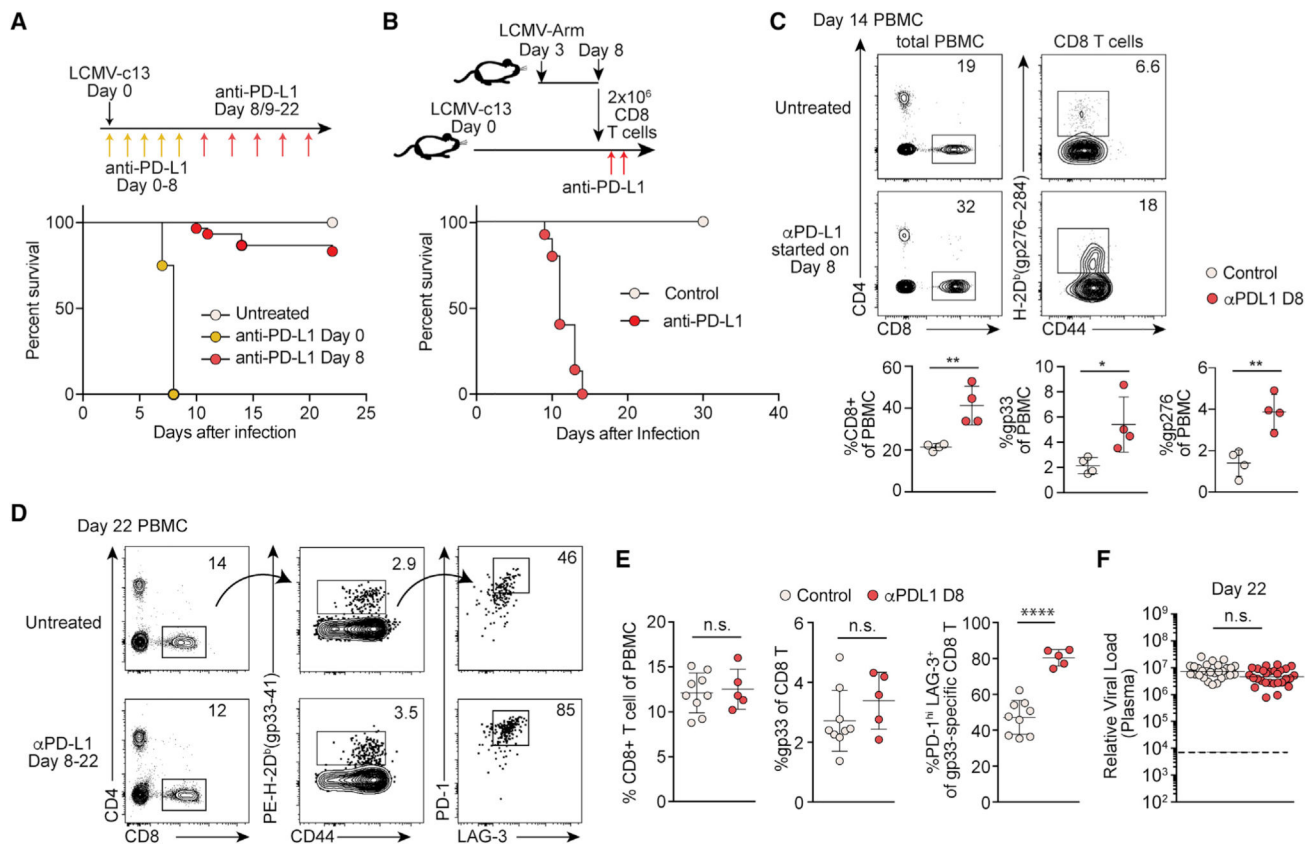 A
LCMV-c13
Day 0
anti-PD-L1
Day 8/9-22
anti-PD-L1
Day 0-8
Percent survival
100
50
0
0 5 10 15 20 25
Days after infection
Untreated
anti-PD-L1 Day 0
anti-PD-L1 Day 8
B
LCMV-Arm
Day 3 Day 8
LCMV-c13
Day 0
2x10⁶
CD8
T cells
anti-PD-L1
Percent survival
100
50
0
0 10 20 30 40
Days after Infection
Control
anti-PD-L1
C
Day 14 PBMC
total PBMC CD8 T cells
Untreated
19 6.6
αPD-L1
started on
Day 8
32 18
CD4
CD8
H-2Dᵇ(gp276–284)
CD44
Control
αPDL1 D8
%CD8+
of PBMC
60
40
20
0
**
%gp33
of PBMC
10
8
6
4
2
0
*
%gp276
of PBMC
6
4
2
0
**
D
Day 22 PBMC
Untreated
14 2.9 46
αPD-L1
Day 8-22
12 3.5 85
CD4
CD8
PE-H-2Dᵇ(gp33-41)
CD44
PD-1
LAG-3
E
Control αPDL1 D8
% CD8+ T cell of PBMC
20
15
10
5
0
n.s.
%gp33 of CD8 T
6
4
2
0
n.s.
%PD-1ʰⁱ LAG-3⁺
of gp33-specific CD8 T
100
80
60
40
20
0
****
F
Day 22
n.s.
Relative Viral Load
(Plasma)
10⁹
10⁸
10⁷
10⁶
10⁵
10⁴
10³
10²